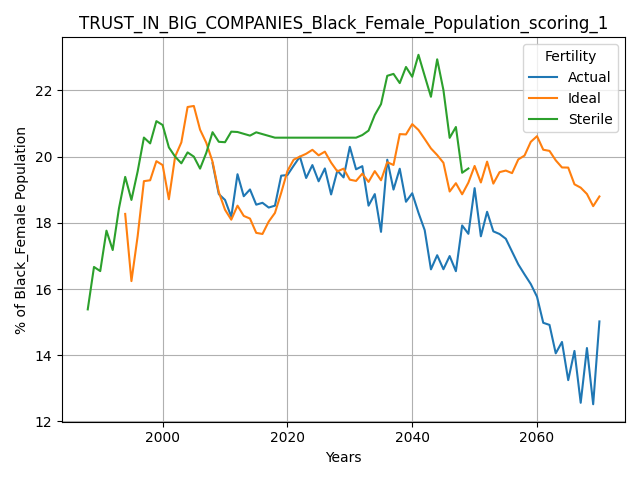 TRUST_IN_BIG_COMPANIES_Black_Female_Population_scoring_1
Fertility
Actual
Ideal
Sterile
% of Black_Female Population
22
20
18
16
14
12
2000 2020 2040 2060
Years